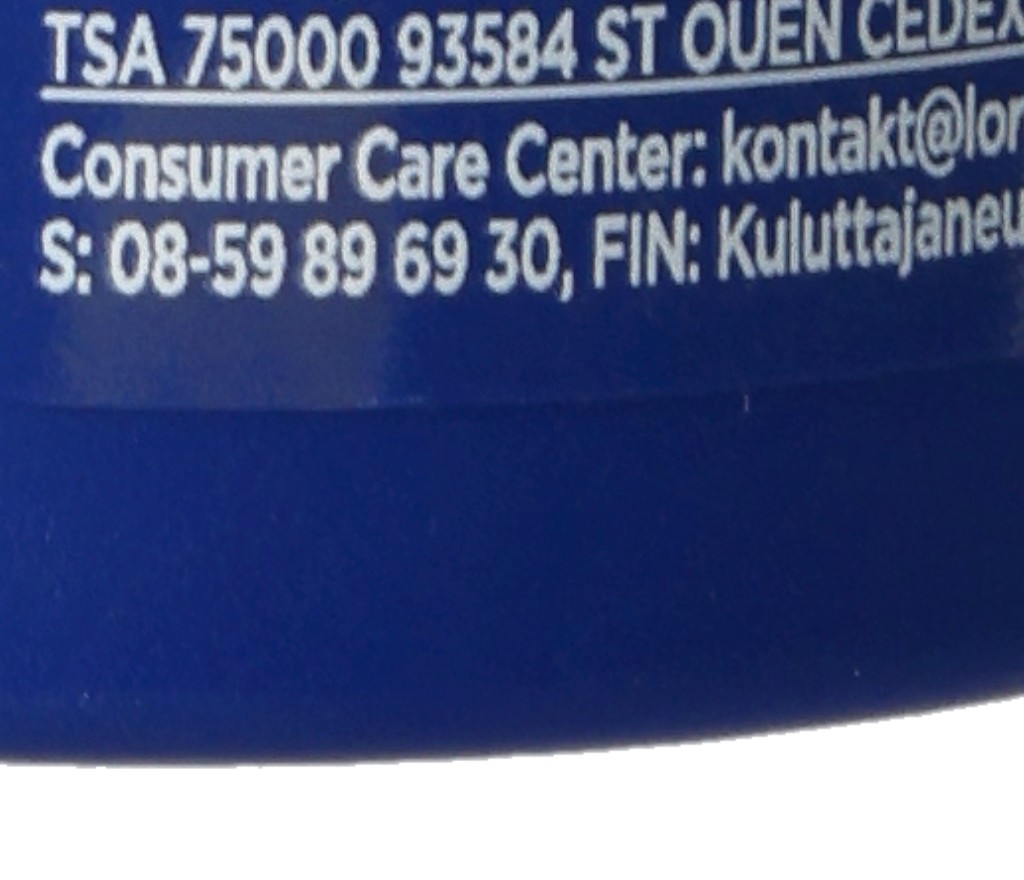 TSA 75000 93584 ST OUEN CEDEX
Consumer Care Center: kontakt@lor
S: 08-59 89 69 30, FIN: Kuluttajaneu